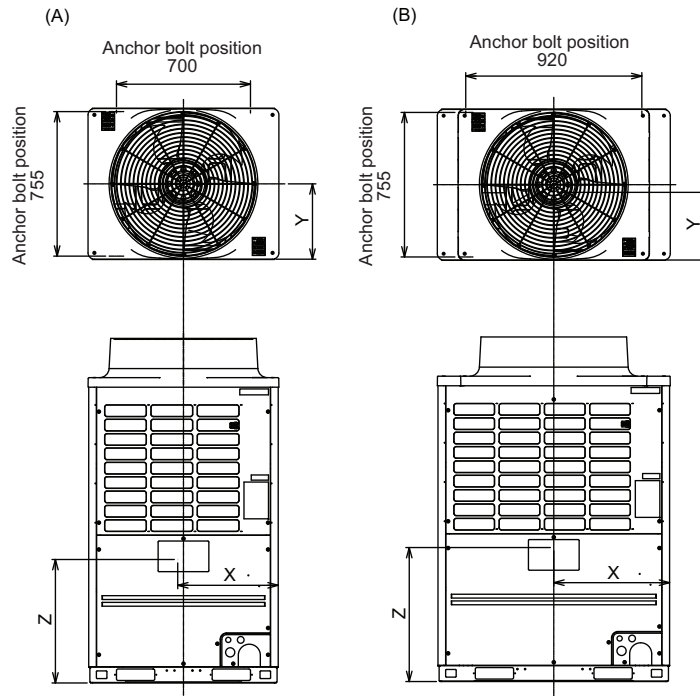 (A)
Anchor bolt position
700
Anchor bolt position
755
Y
X
Z
(B)
Anchor bolt position
920
Anchor bolt position
755
Y
X
Z